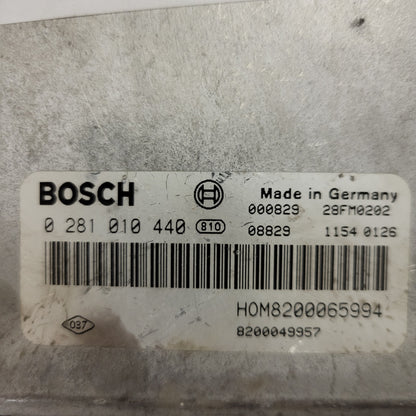 BOSCH Made in Germany
000829 28FM0202
0 281 010 440 810 08829 1154 0126
HOM8200065994
037 8200049957